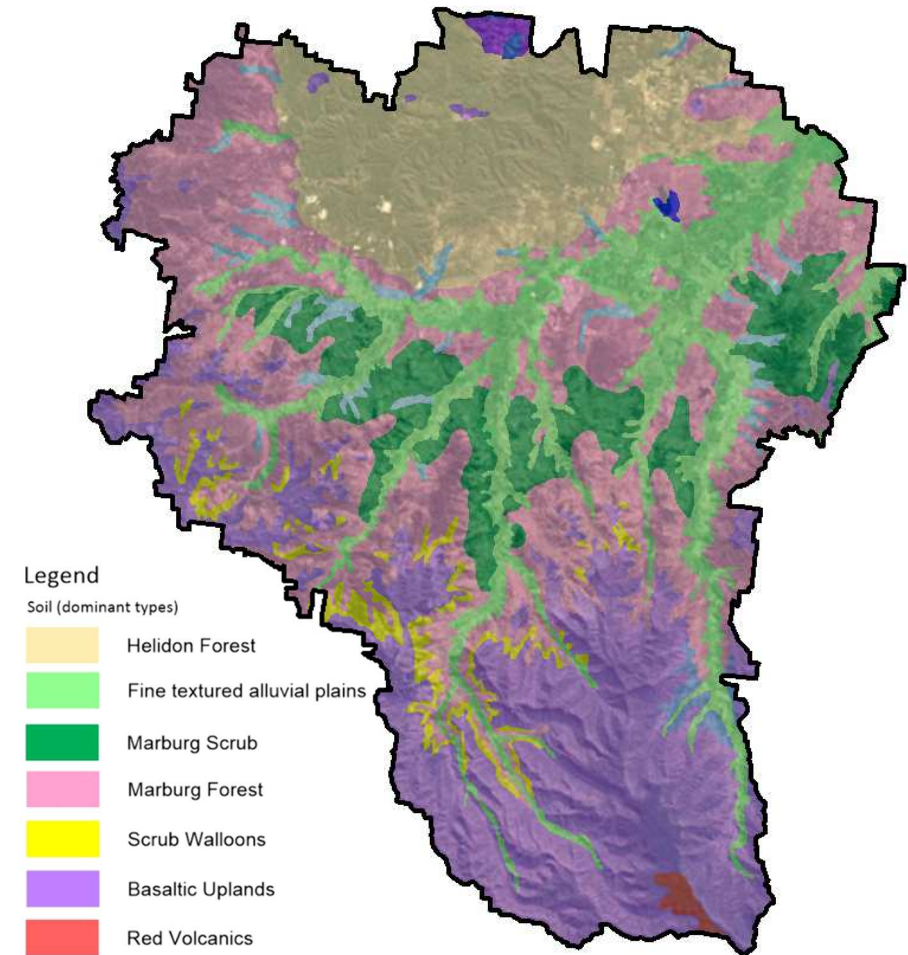 Legend
Soil (dominant types)
Helidon Forest
Fine textured alluvial plains
Marburg Scrub
Marburg Forest
Scrub Walloons
Basaltic Uplands
Red Volcanics